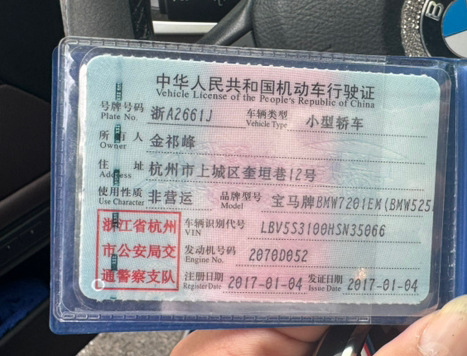 中华人民共和国机动车行驶证
Vehicle License of the People's Republic of China
号牌号码 浙A2661J 车辆类型 小型轿车
Plate No. Vehicle Type
所有人 金祁峰
Owner
住址 杭州市上城区奎垣巷12号
Address
使用性质 非营运 品牌型号 宝马牌BMW7201EM(BMW525
Use Character Model
浙江省杭州
市公安局交
通警察支队
车辆识别代号 LBV5S3100HSN35066
VIN
发动机号码 2070D052
Engine No.
注册日期 2017-01-04 发证日期 2017-01-04
Register Date Issue Date